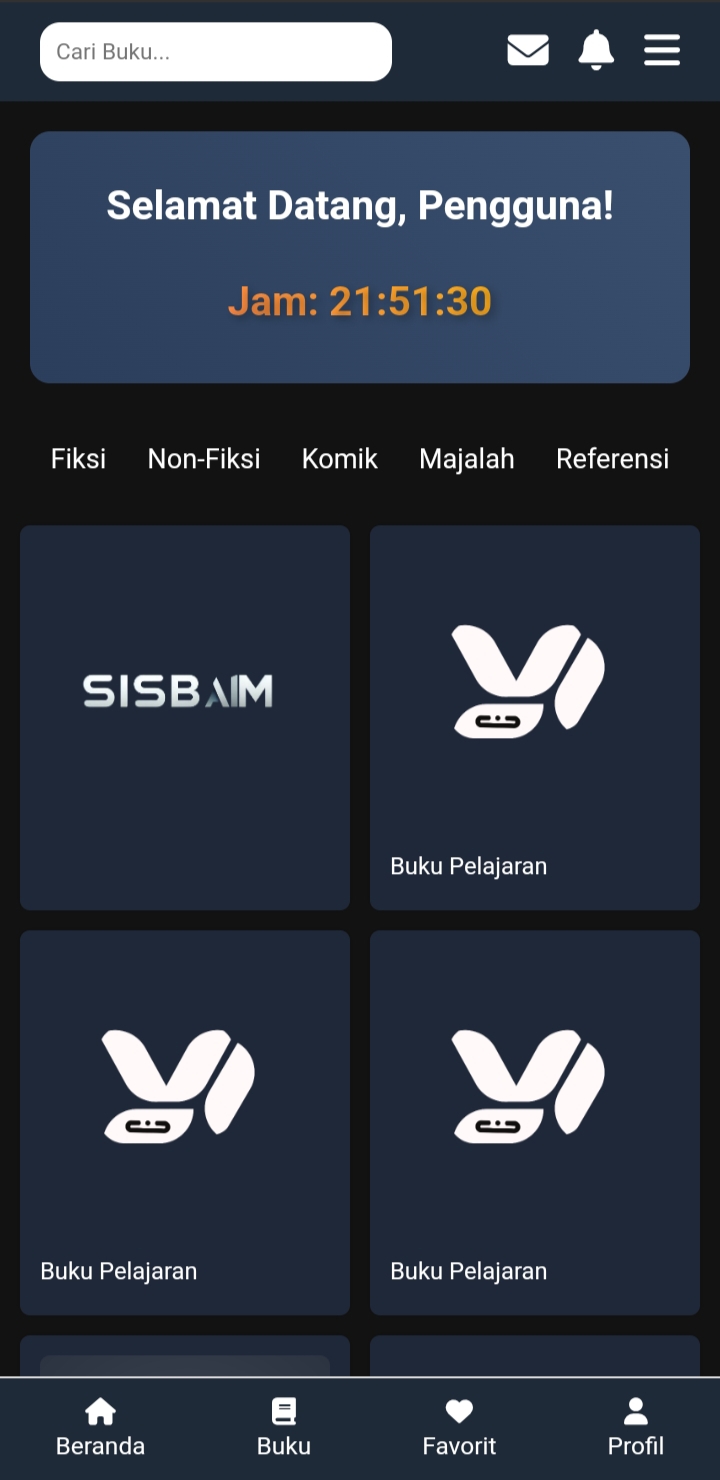 Cari Buku...
Selamat Datang, Pengguna!
Jam: 21:51:30
Fiksi Non-Fiksi Komik Majalah Referensi
SISBAIM
Buku Pelajaran
Buku Pelajaran
Buku Pelajaran
Beranda Buku Favorit Profil